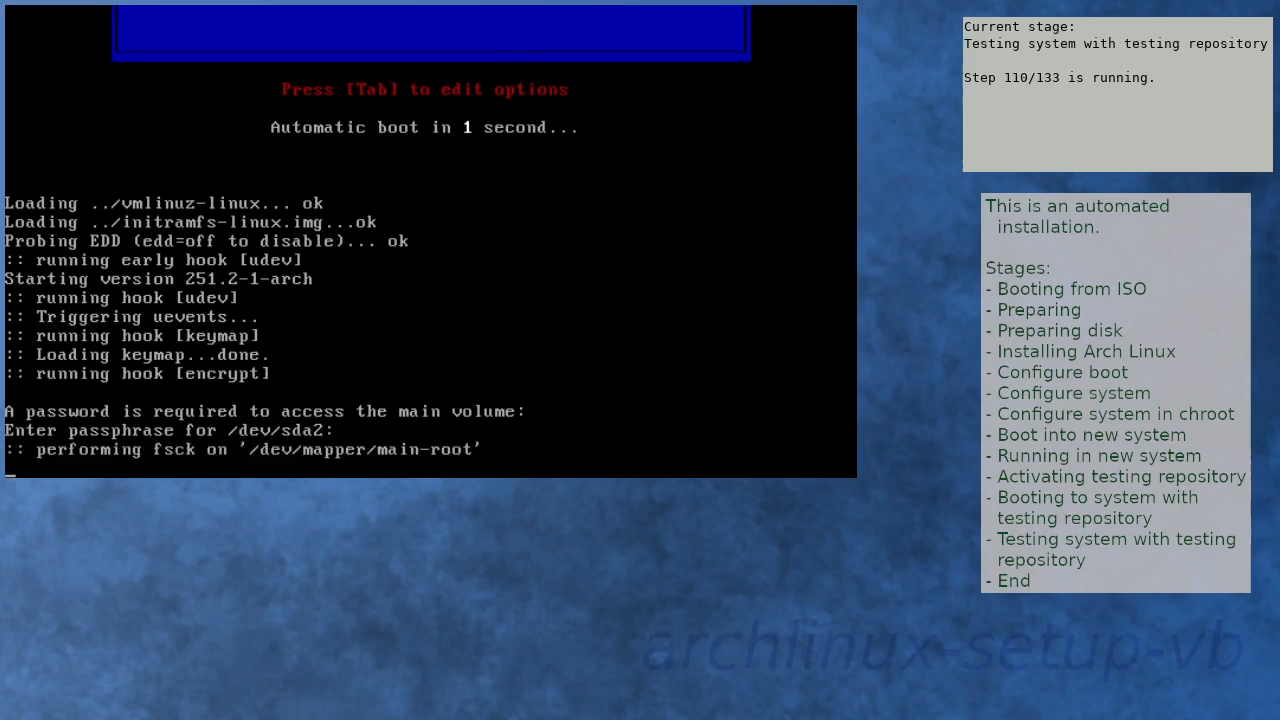 Press [Tab] to edit options
Automatic boot in 1 second...
Loading ../vmlinuz-linux... ok
Loading ../initramfs-linux.img...ok
Probing EDD (edd=off to disable)... ok
:: running early hook [udev]
Starting version 251.2-1-arch
:: running hook [udev]
:: Triggering uevents...
:: running hook [keymap]
:: Loading keymap...done.
:: running hook [encrypt]
A password is required to access the main volume:
Enter passphrase for /dev/sda2:
:: performing fsck on '/dev/mapper/main-root'
_
Current stage:
Testing system with testing repository
Step 110/133 is running.
This is an automated
installation.
Stages:
- Booting from ISO
- Preparing
- Preparing disk
- Installing Arch Linux
- Configure boot
- Configure system
- Configure system in chroot
- Boot into new system
- Running in new system
- Activating testing repository
- Booting to system with
testing repository
- Testing system with testing
repository
- End
archlinux-setup-vb